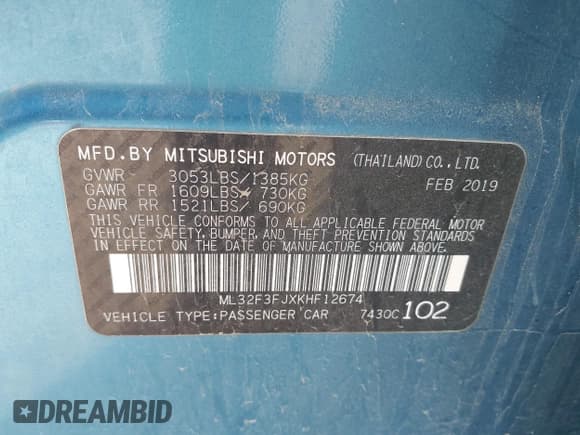 MFD.BY MITSUBISHI MOTORS (THAILAND)CO.,LTD.
GVWR 3053LBS/1385KG FEB 2019
GAWR FR 1609LBS/ 730KG
GAWR RR 1521LBS/ 690KG
THIS VEHICLE CONFORMS TO ALL APPLICABLE FEDERAL MOTOR
VEHICLE SAFETY, BUMPER, AND THEFT PREVENTION STANDARDS
IN EFFECT ON THE DATE OF MANUFACTURE SHOWN ABOVE.
ML32F3FJXKHF12674
VEHICLE TYPE:PASSENGER CAR 7430C 102
DREAMBID